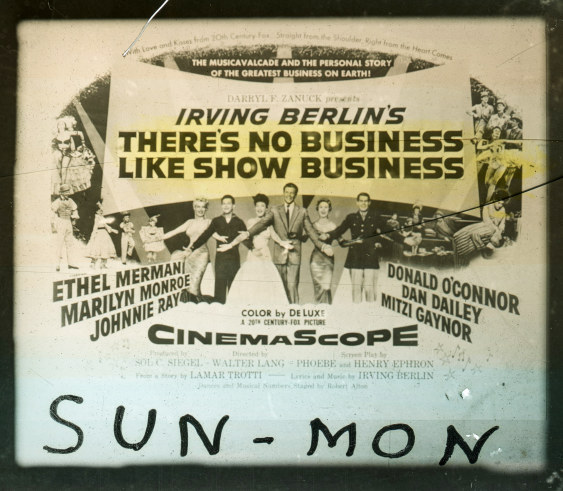 With Love and Kisses from 20th Century Fox... Straight from the Shoulder, Right from the Heart Comes
THE MUSICAVALCADE AND THE PERSONAL STORY
OF THE GREATEST BUSINESS ON EARTH!
DARRYL F. ZANUCK presents
IRVING BERLIN'S
THERE'S NO BUSINESS
LIKE SHOW BUSINESS
ETHEL MERMAN
MARILYN MONROE
JOHNNIE RAY
DONALD O'CONNOR
DAN DAILEY
MITZI GAYNOR
COLOR by DE LUXE
A 20TH CENTURY-FOX PICTURE
CINEMASCOPE
Produced by Directed by Screen Play by
SOL C. SIEGEL - WALTER LANG - PHOEBE and HENRY EPHRON
From a Story by LAMAR TROTTI — Lyrics and Music by IRVING BERLIN
Dances and Musical Numbers Staged by Robert Alton
SUN-MON